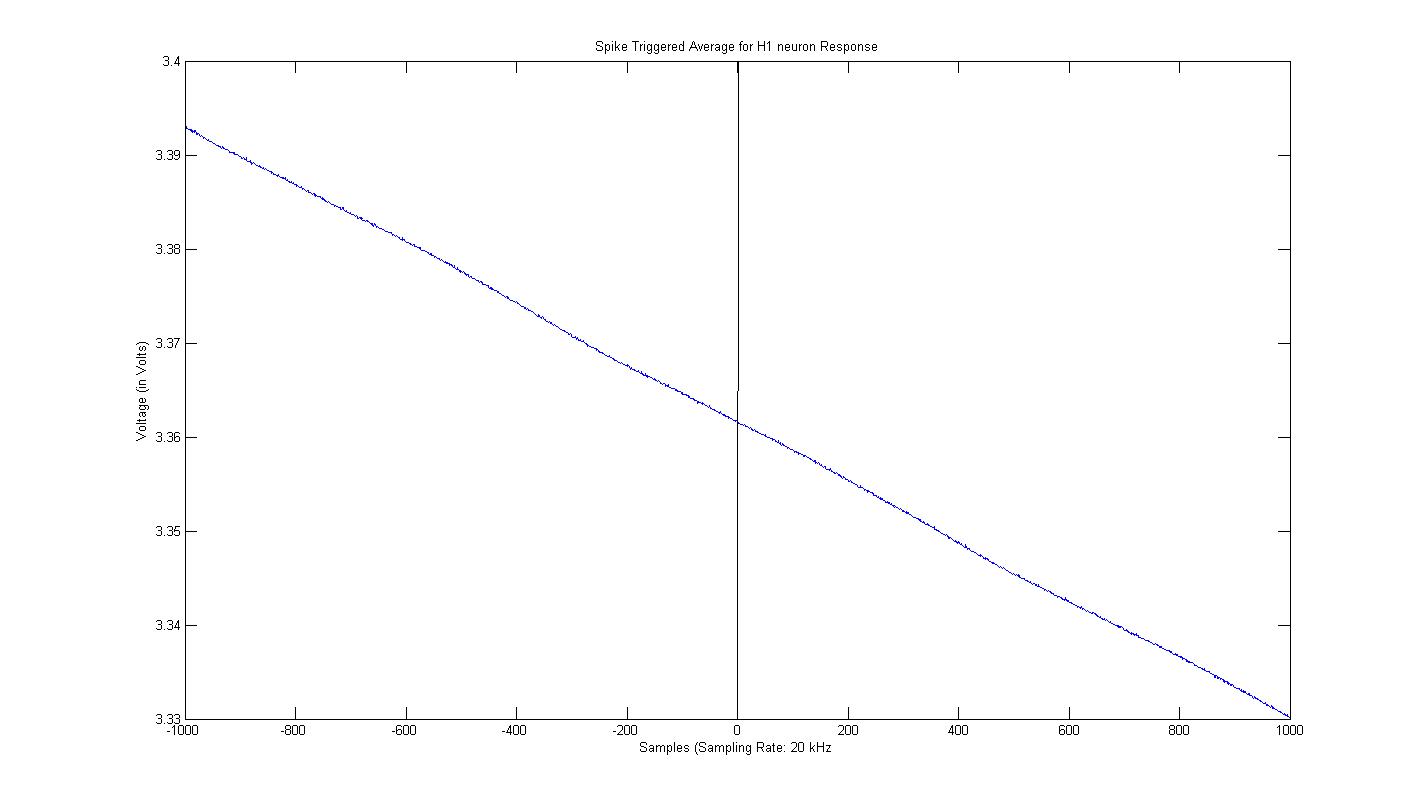 Spike Triggered Average for H1 neuron Response
3.4
3.39
3.38
3.37
3.36
3.35
3.34
3.33
Voltage (in Volts)
-1000 -800 -600 -400 -200 0 200 400 600 800 1000
Samples (Sampling Rate: 20 kHz